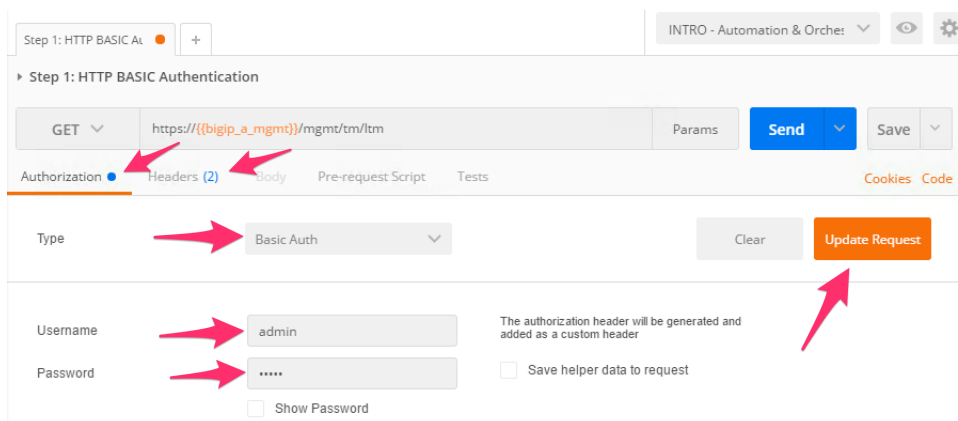 Step 1: HTTP BASIC Au
+
INTRO - Automation & Orches
Step 1: HTTP BASIC Authentication
GET
https://{{bigip_a_mgmt}}/mgmt/tm/ltm
Params
Send
Save
Authorization
Headers (2)
Body
Pre-request Script
Tests
Cookies
Code
Type
Basic Auth
Clear
Update Request
Username
admin
The authorization header will be generated and
added as a custom header
Password
•••••
Save helper data to request
Show Password